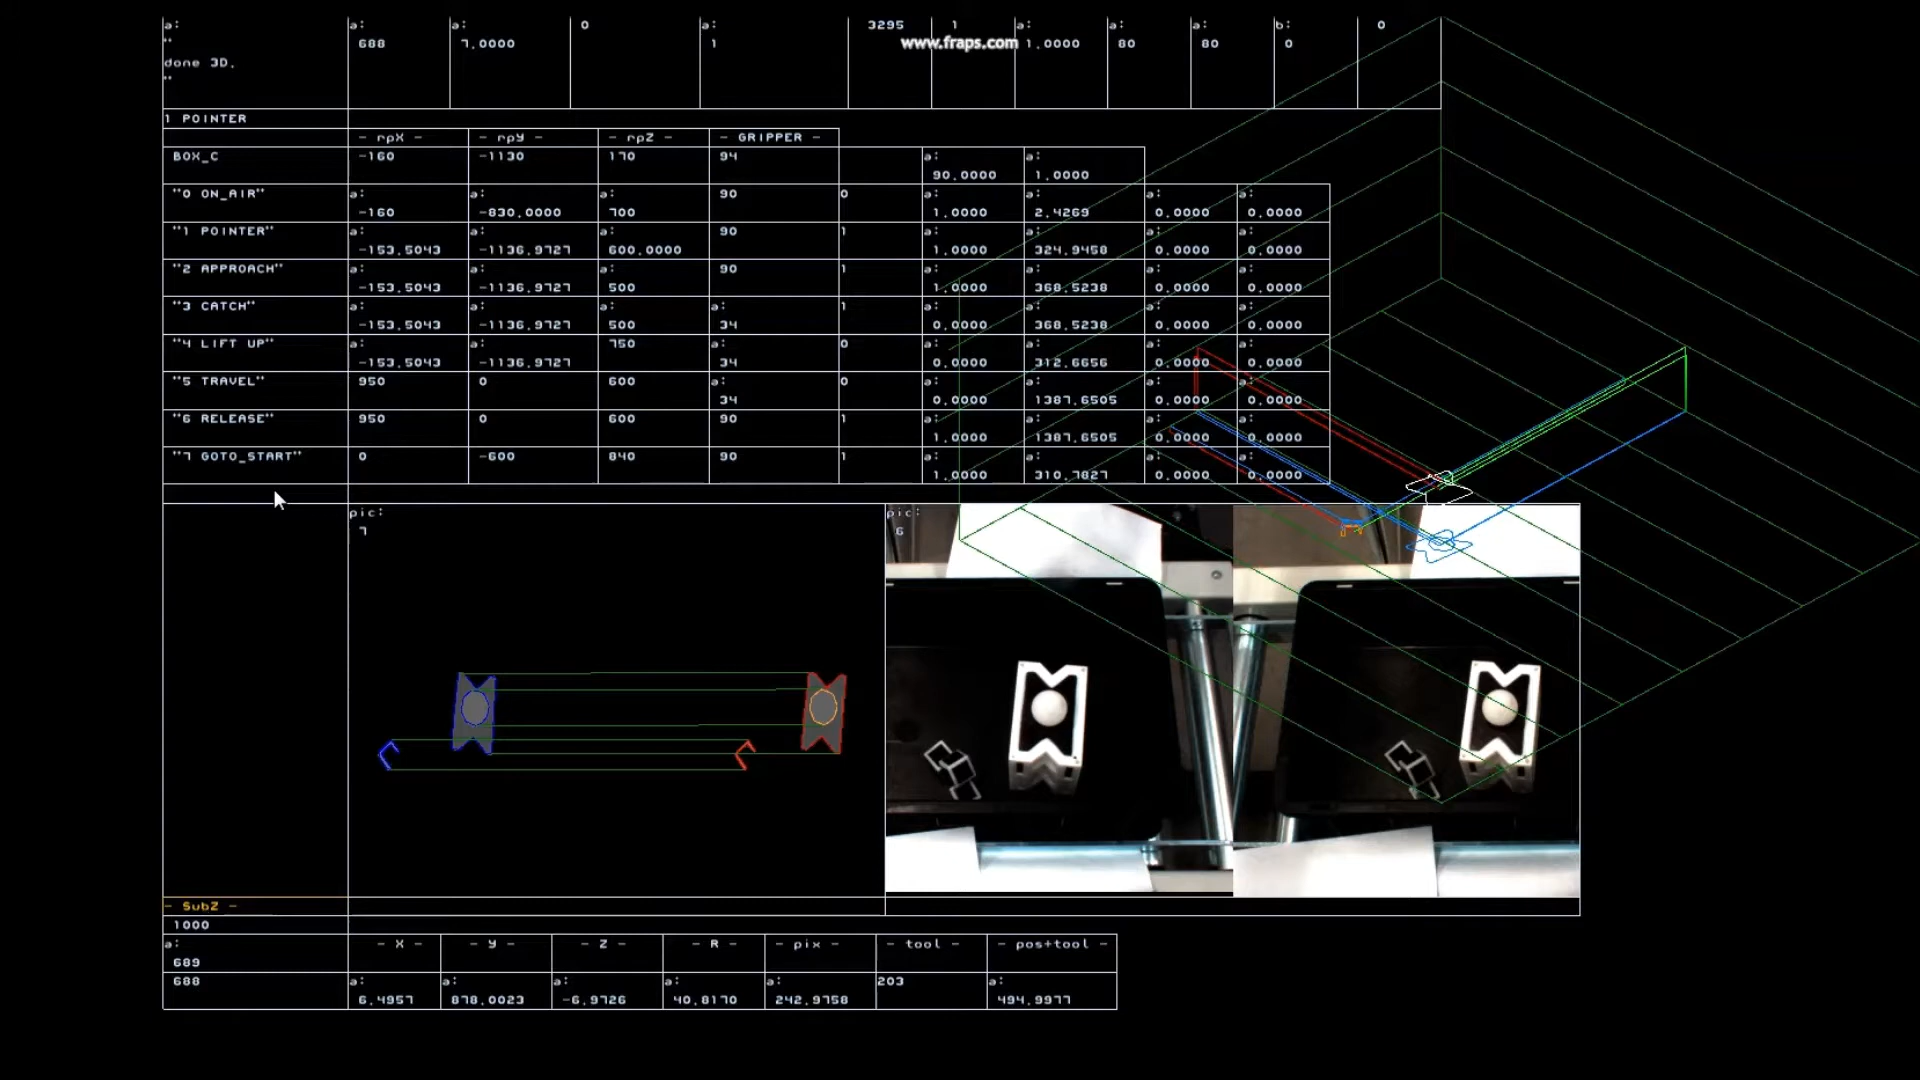 a: a: a: 0 a: 3295 1 a: a: a: b: 0
" 688 7.0000 1 www.fraps.com 1.0000 80 80 0
done 3D.
"
1 POINTER
- rpX - - rpY - - rpZ - - GRIPPER -
BOX_C -160 -1130 170 94 a: a:
90.0000 1.0000
"0 ON_AIR" a: a: a: 90 0 a: a: a: a:
-160 -830.0000 700 1.0000 2.4269 0.0000 0.0000
"1 POINTER" a: a: a: 90 1 a: a: a: a:
-153.5043 -1136.9727 600.0000 1.0000 324.9458 0.0000 0.0000
"2 APPROACH" a: a: a: 90 1 a: a: a: a:
-153.5043 -1136.9727 500 1.0000 368.5238 0.0000 0.0000
"3 CATCH" a: a: a: a: 1 a: a: a: a:
-153.5043 -1136.9727 500 34 0.0000 368.5238 0.0000 0.0000
"4 LIFT UP" a: a: 750 a: 0 a: a: a: a:
-153.5043 -1136.9727 34 0.0000 312.6656 0.0000 0.0000
"5 TRAVEL" 950 0 600 a: 0 a: a: a: a:
34 0.0000 1387.6505 0.0000 0.0000
"6 RELEASE" 950 0 600 90 1 a: a: a: a:
1.0000 1387.6505 0.0000 0.0000
"7 GOTO_START" 0 -600 840 90 1 a: a: a: a:
1.0000 310.7827 0.0000 0.0000
pic: pic:
7 6
- SubZ -
1000
a: - X - - Y - - Z - - R - - pix - - tool - - pos+tool -
689
688 a: a: a: a: a: 203 a:
6.4957 878.0023 -6.9726 40.8170 242.9758 494.9977